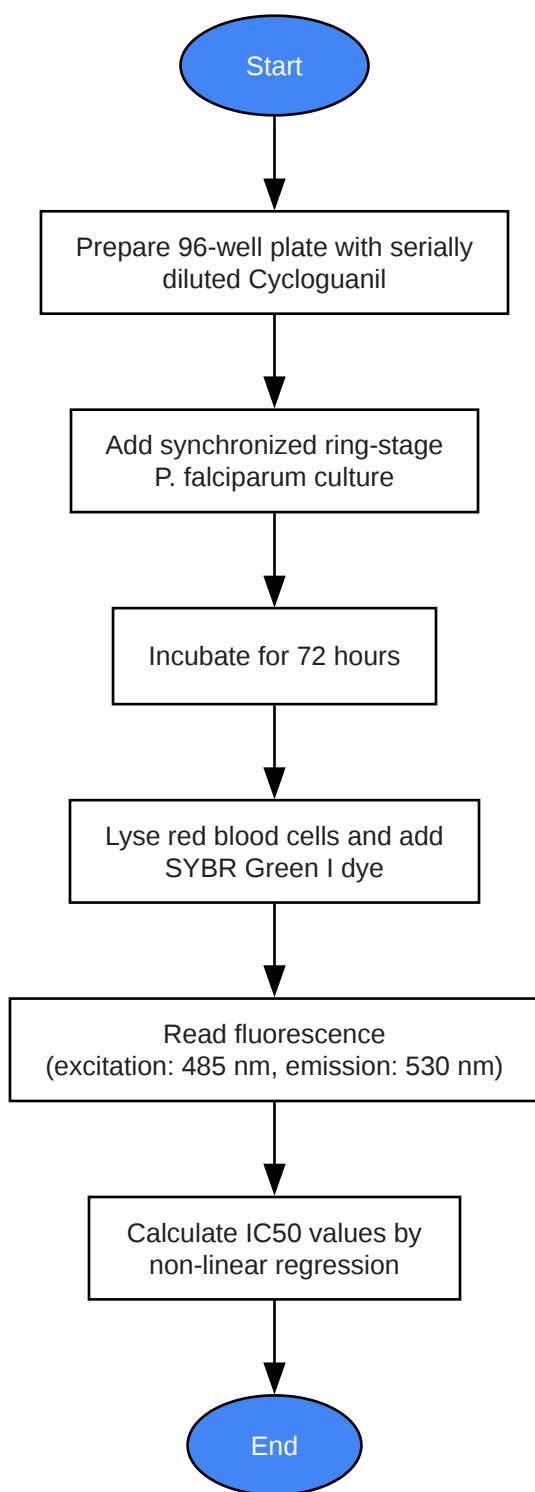 Start
Prepare 96-well plate with serially
diluted Cycloguanil
Add synchronized ring-stage
P. falciparum culture
Incubate for 72 hours
Lyse red blood cells and add
SYBR Green I dye
Read fluorescence
(excitation: 485 nm, emission: 530 nm)
Calculate IC50 values by
non-linear regression
End